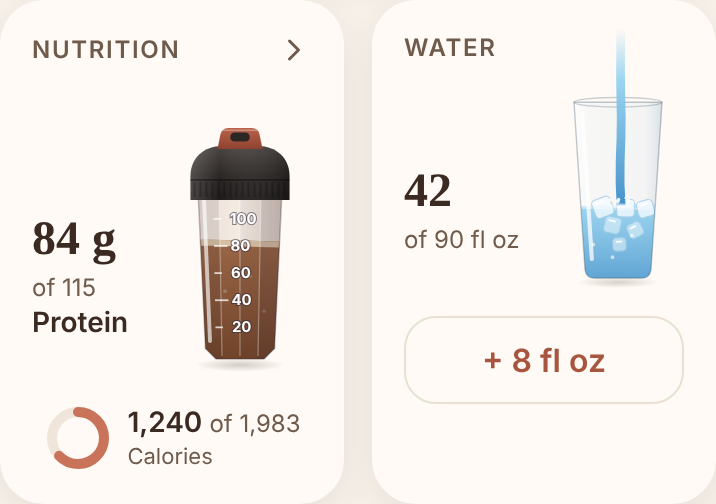 NUTRITION
84 g
of 115
Protein
100
80
60
40
20
1,240 of 1,983
Calories
WATER
42
of 90 fl oz
+ 8 fl oz